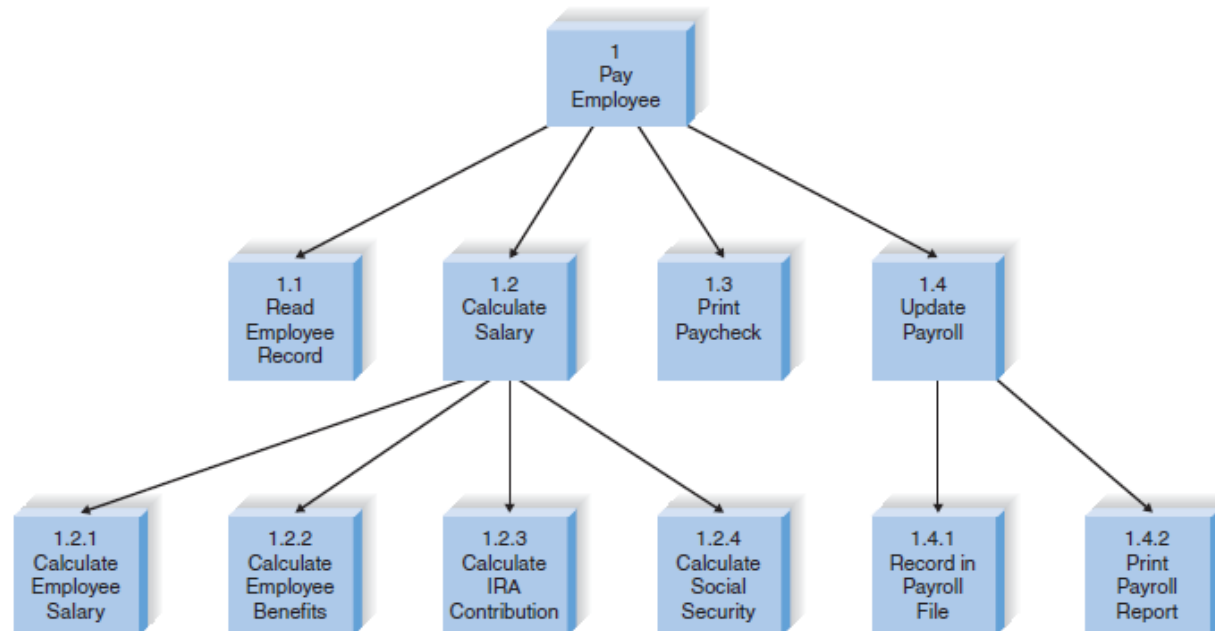 1
Pay
Employee
1.1
Read
Employee
Record
1.2
Calculate
Salary
1.3
Print
Paycheck
1.4
Update
Payroll
1.2.1
Calculate
Employee
Salary
1.2.2
Calculate
Employee
Benefits
1.2.3
Calculate
IRA
Contribution
1.2.4
Calculate
Social
Security
1.4.1
Record in
Payroll
File
1.4.2
Print
Payroll
Report